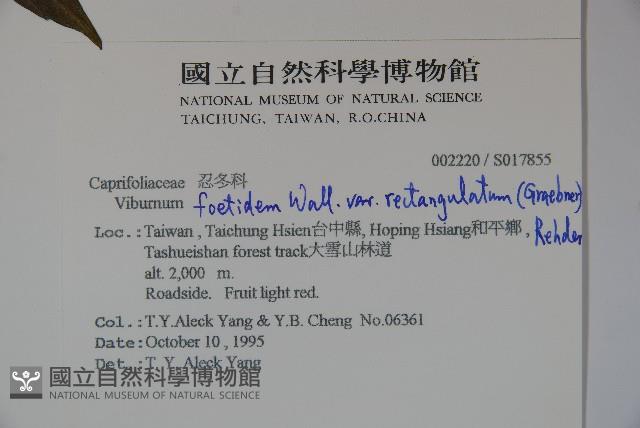 國立自然科學博物館
NATIONAL MUSEUM OF NATURAL SCIENCE
TAICHUNG, TAIWAN, R.O.CHINA
002220 / S017855
Caprifoliaceae 忍冬科
Viburnum foetidem Wall. var. rectangulatum (Graebner) Rehder
Loc.:Taiwan , Taichung Hsien台中縣, Hoping Hsiang和平鄉 ,
Tashueishan forest track大雪山林道
alt. 2,000 m.
Roadside. Fruit light red.
Col.:T.Y.Aleck Yang & Y.B. Cheng No.06361
Date:October 10 , 1995
Det.:T. Y. Aleck Yang
國立自然科學博物館
NATIONAL MUSEUM OF NATURAL SCIENCE